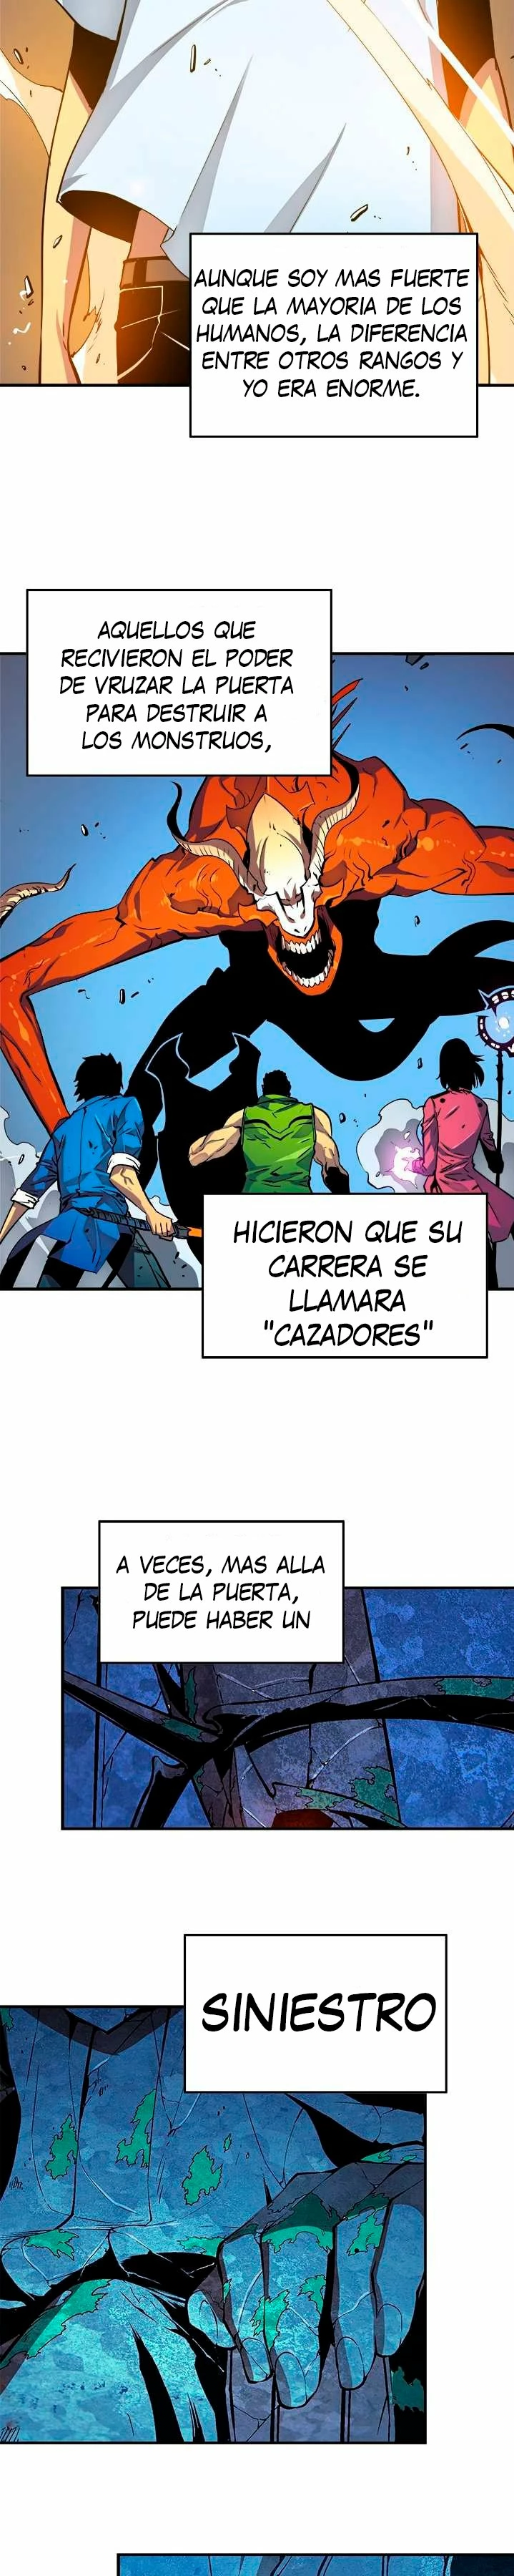 AUNQUE SOY MAS FUERTE
QUE LA MAYORIA DE LOS
HUMANOS, LA DIFERENCIA
ENTRE OTROS RANGOS Y
YO ERA ENORME.
AQUELLOS QUE
RECIVIERON EL PODER
DE VRUZAR LA PUERTA
PARA DESTRUIR A
LOS MONSTRUOS,
HICIERON QUE SU
CARRERA SE
LLAMARA
"CAZADORES"
A VECES, MAS ALLA
DE LA PUERTA,
PUEDE HABER UN
SINIESTRO